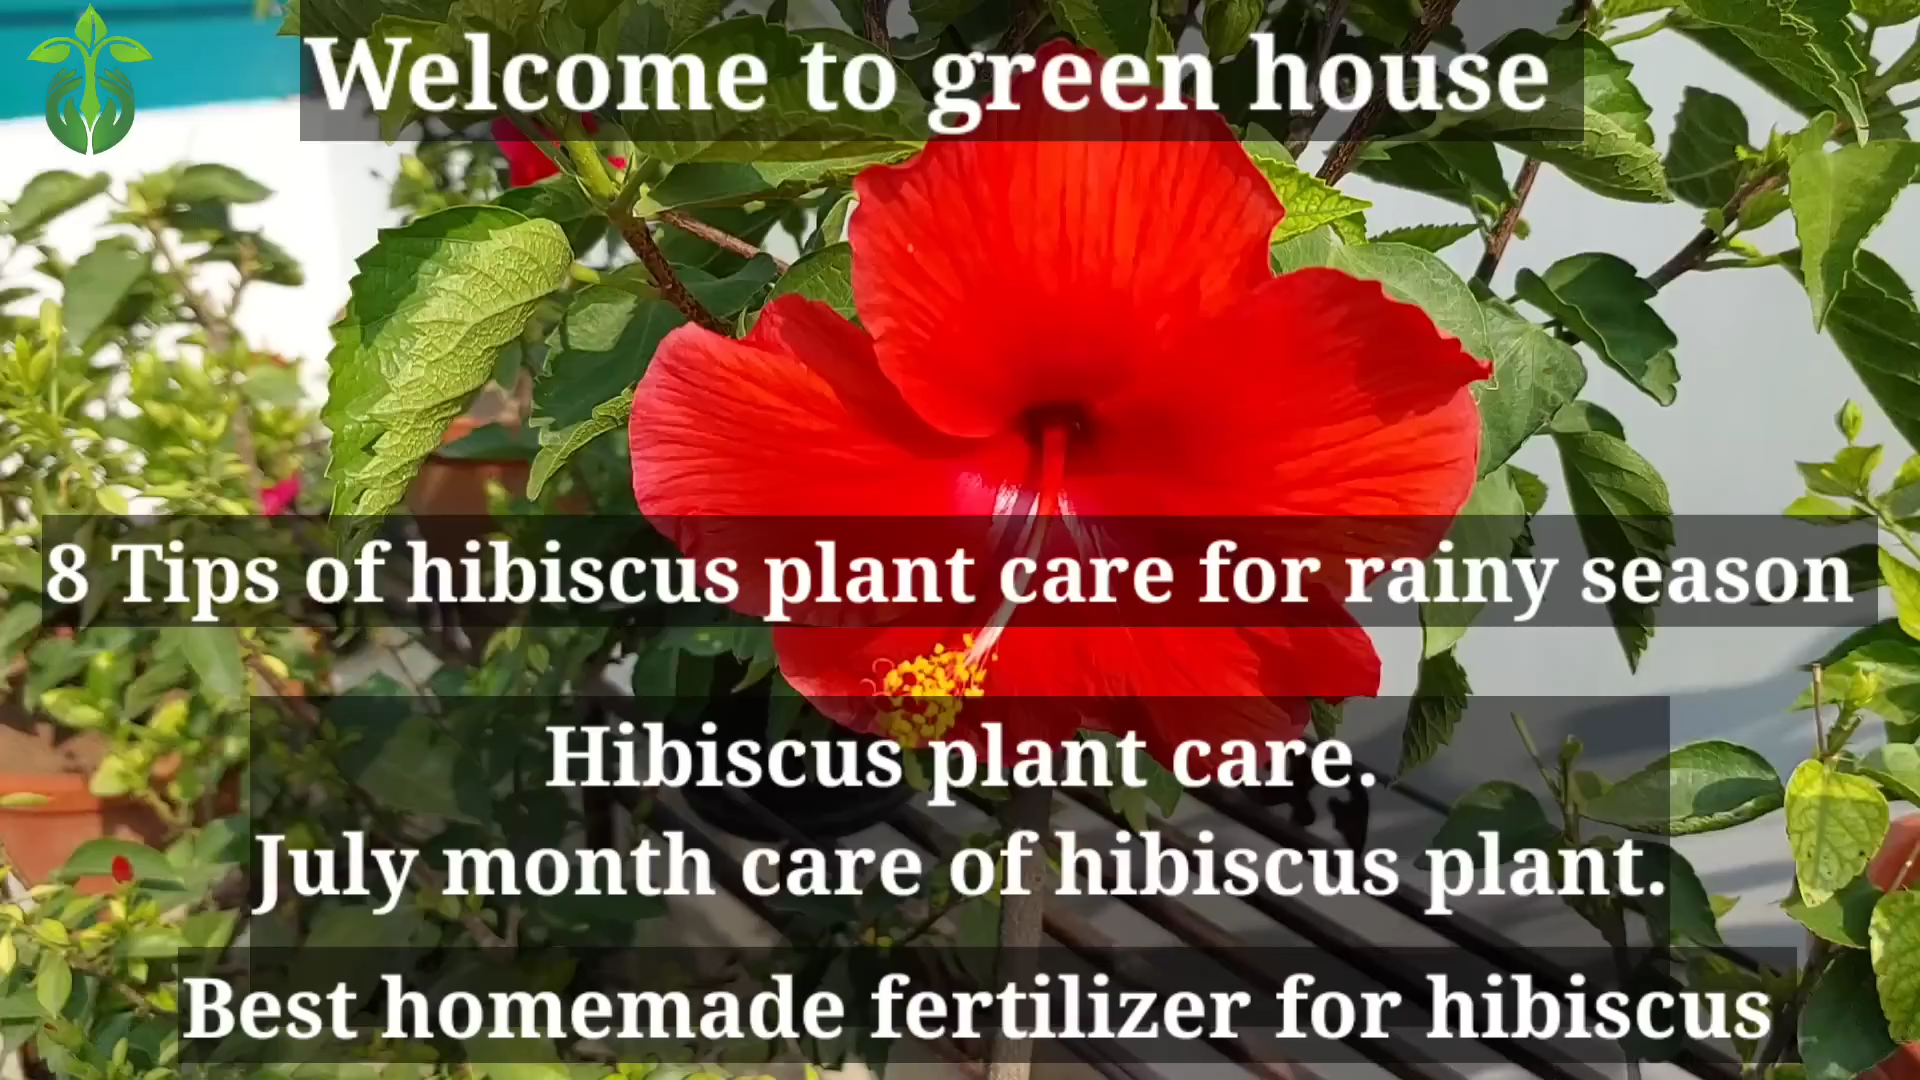 Welcome to green house
8 Tips of hibiscus plant care for rainy season
Hibiscus plant care.
July month care of hibiscus plant.
Best homemade fertilizer for hibiscus